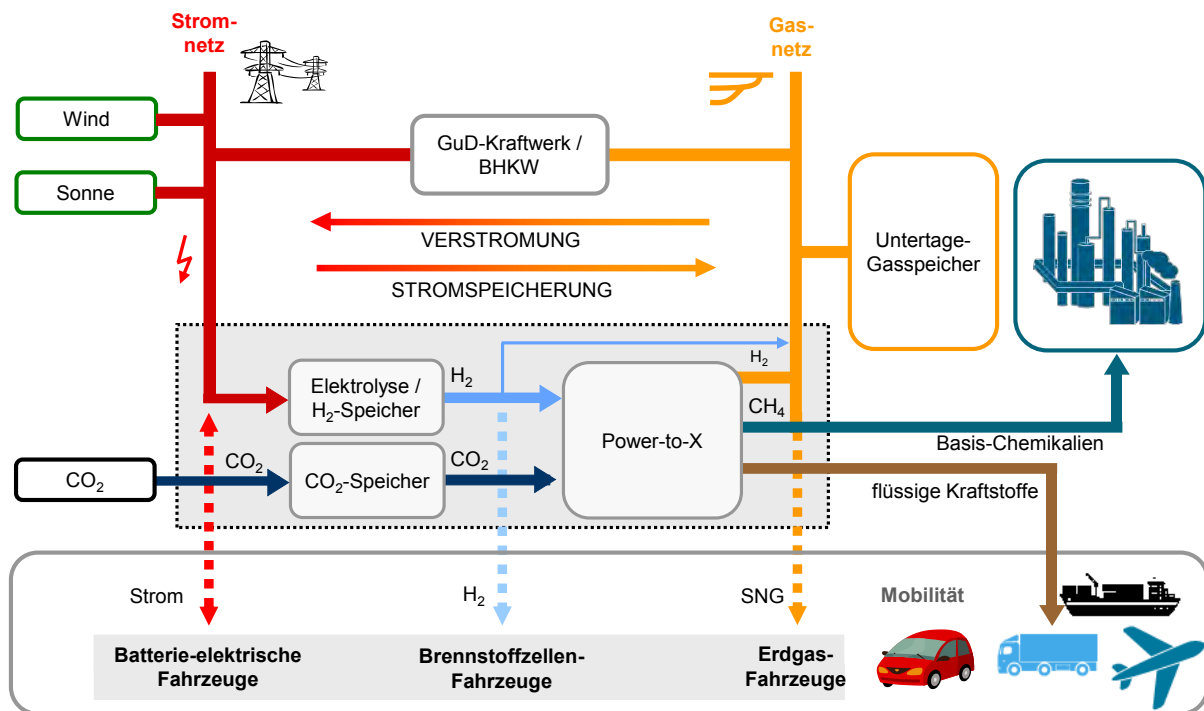 Strom-
netz
Gas-
netz
Wind
GuD-Kraftwerk /
BHKW
Sonne
VERSTROMUNG
Untertage-
Gasspeicher
STROMSPEICHERUNG
H₂
Elektrolyse /
H₂-Speicher
H₂
CH₄
Power-to-X
Basis-Chemikalien
CO₂
CO₂
CO₂
CO₂-Speicher
flüssige Kraftstoffe
Strom
H₂
SNG
Mobilität
Batterie-elektrische
Fahrzeuge
Brennstoffzellen-
Fahrzeuge
Erdgas-
Fahrzeuge